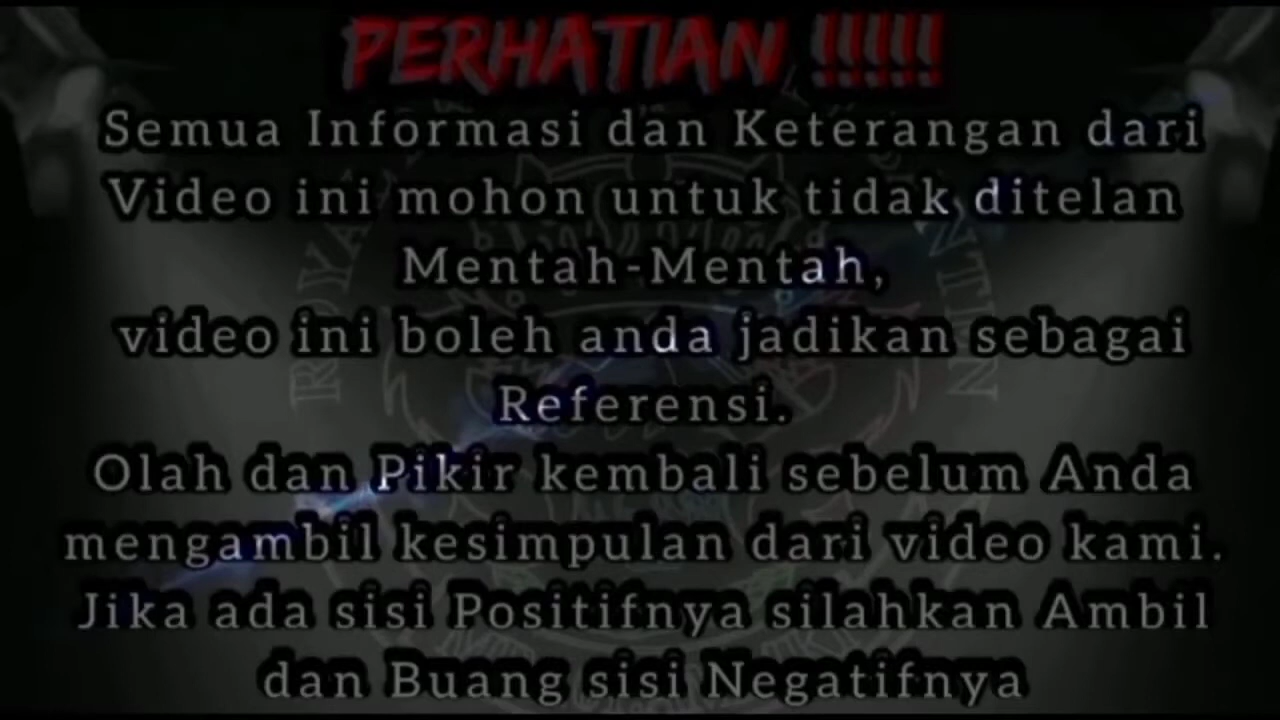 PERHATIAN !!!!!
Semua Informasi dan Keterangan dari
Video ini mohon untuk tidak ditelan
Mentah-Mentah,
video ini boleh anda jadikan sebagai
Referensi.
Olah dan Pikir kembali sebelum Anda
mengambil kesimpulan dari video kami.
Jika ada sisi Positifnya silahkan Ambil
dan Buang sisi Negatifnya